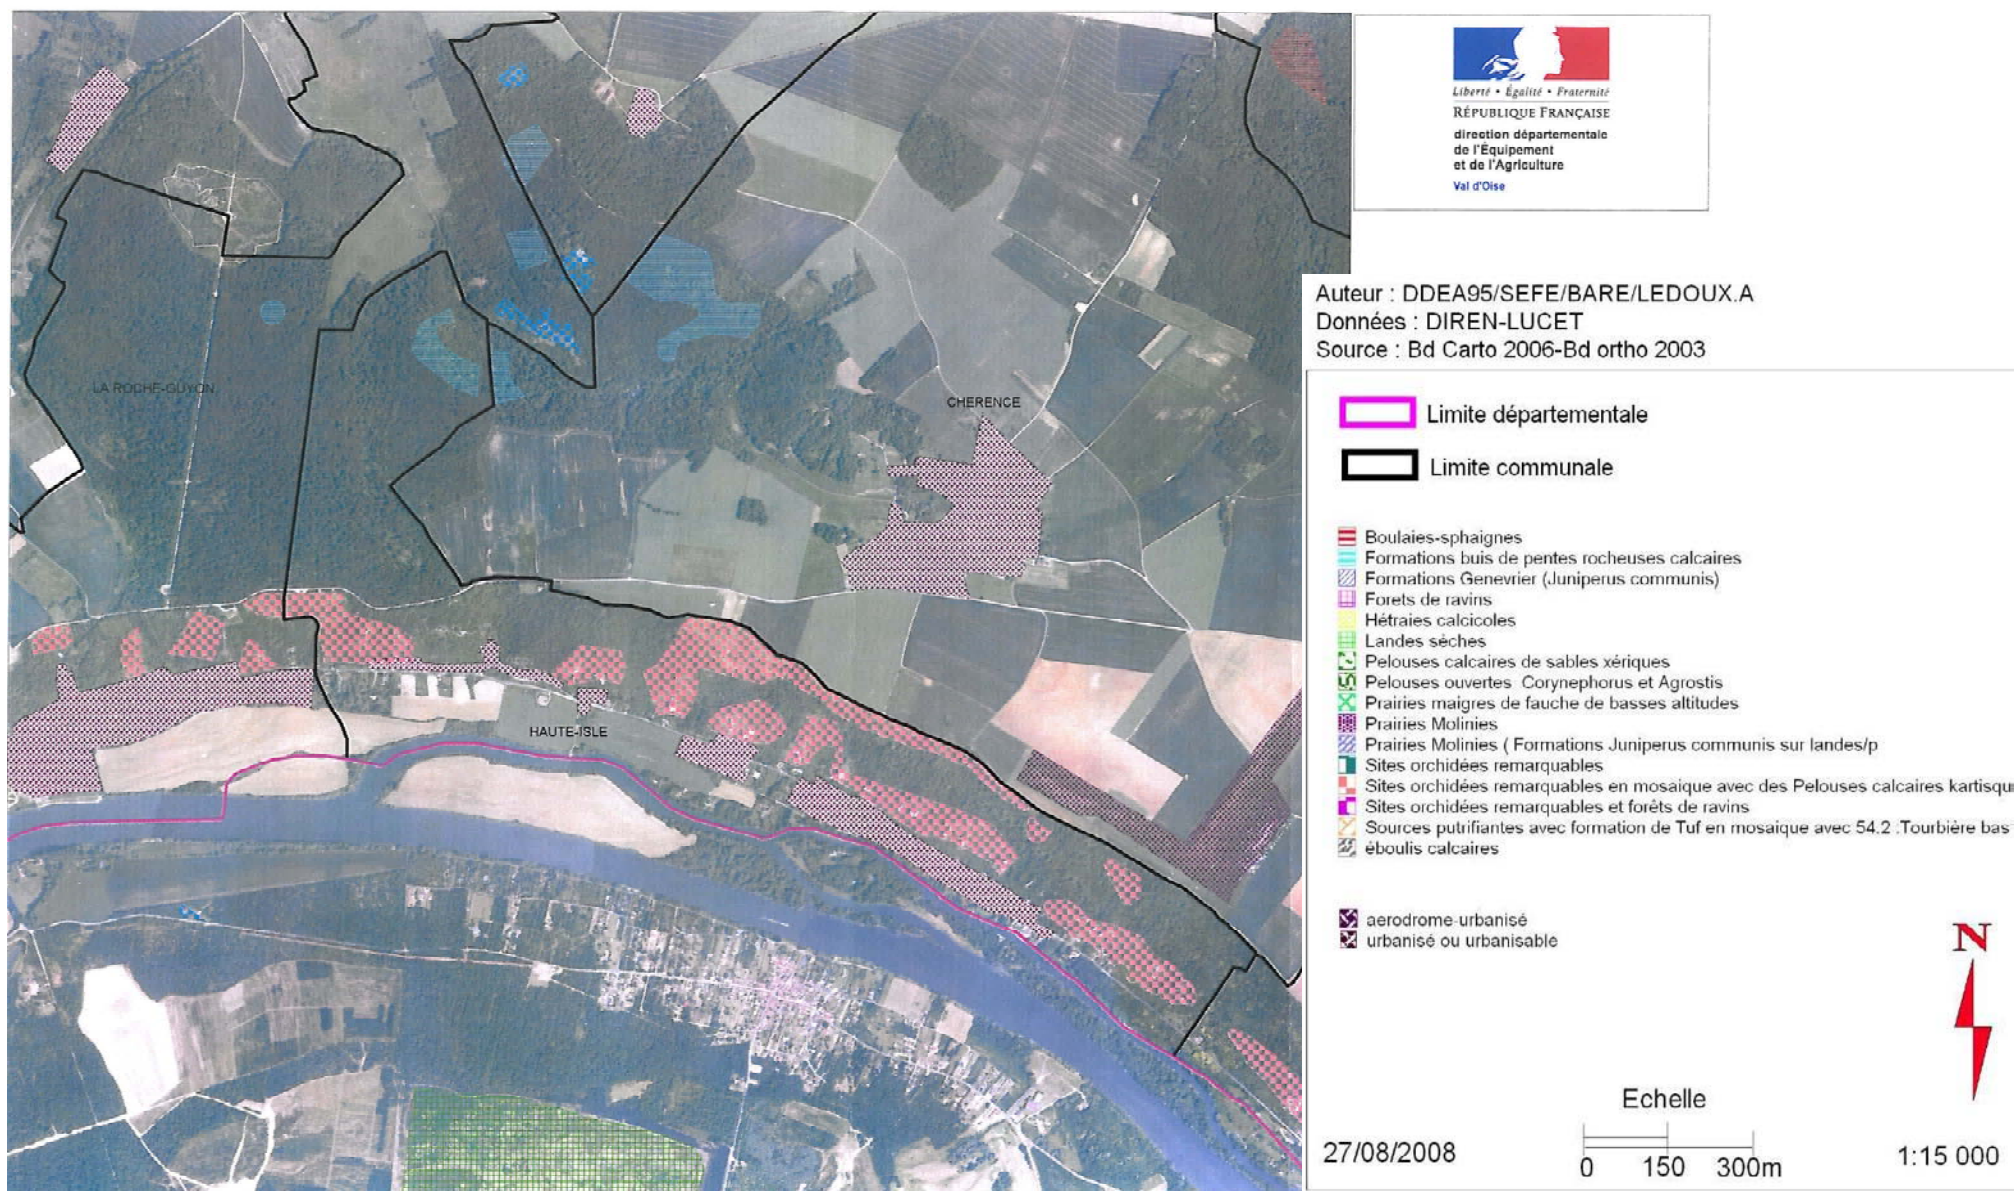 Liberté • Égalité • Fraternité
RÉPUBLIQUE FRANÇAISE
direction départementale
de l'Équipement
et de l'Agriculture
Val d'Oise
Auteur : DDEA95/SEFE/BARE/LEDOUX.A
Données : DIREN-LUCET
Source : Bd Carto 2006-Bd ortho 2003
Limite départementale
Limite communale
Boulaies-sphaignes
Formations buis de pentes rocheuses calcaires
Formations Genevrier (Juniperus communis)
Forets de ravins
Hétraies calcicoles
Landes sèches
Pelouses calcaires de sables xériques
Pelouses ouvertes Corynephorus et Agrostis
Prairies maigres de fauche de basses altitudes
Prairies Molinies
Prairies Molinies ( Formations Juniperus communis sur landes/p
Sites orchidées remarquables
Sites orchidées remarquables en mosaique avec des Pelouses calcaires kartisqu
Sites orchidées remarquables et forêts de ravins
Sources putrifiantes avec formation de Tuf en mosaique avec 54.2 :Tourbière bas
éboulis calcaires
aerodrome-urbanisé
urbanisé ou urbanisable
N
Echelle
0 150 300m
27/08/2008
1:15 000
LA ROCHE-GUYON
CHERENCE
HAUTE-ISLE